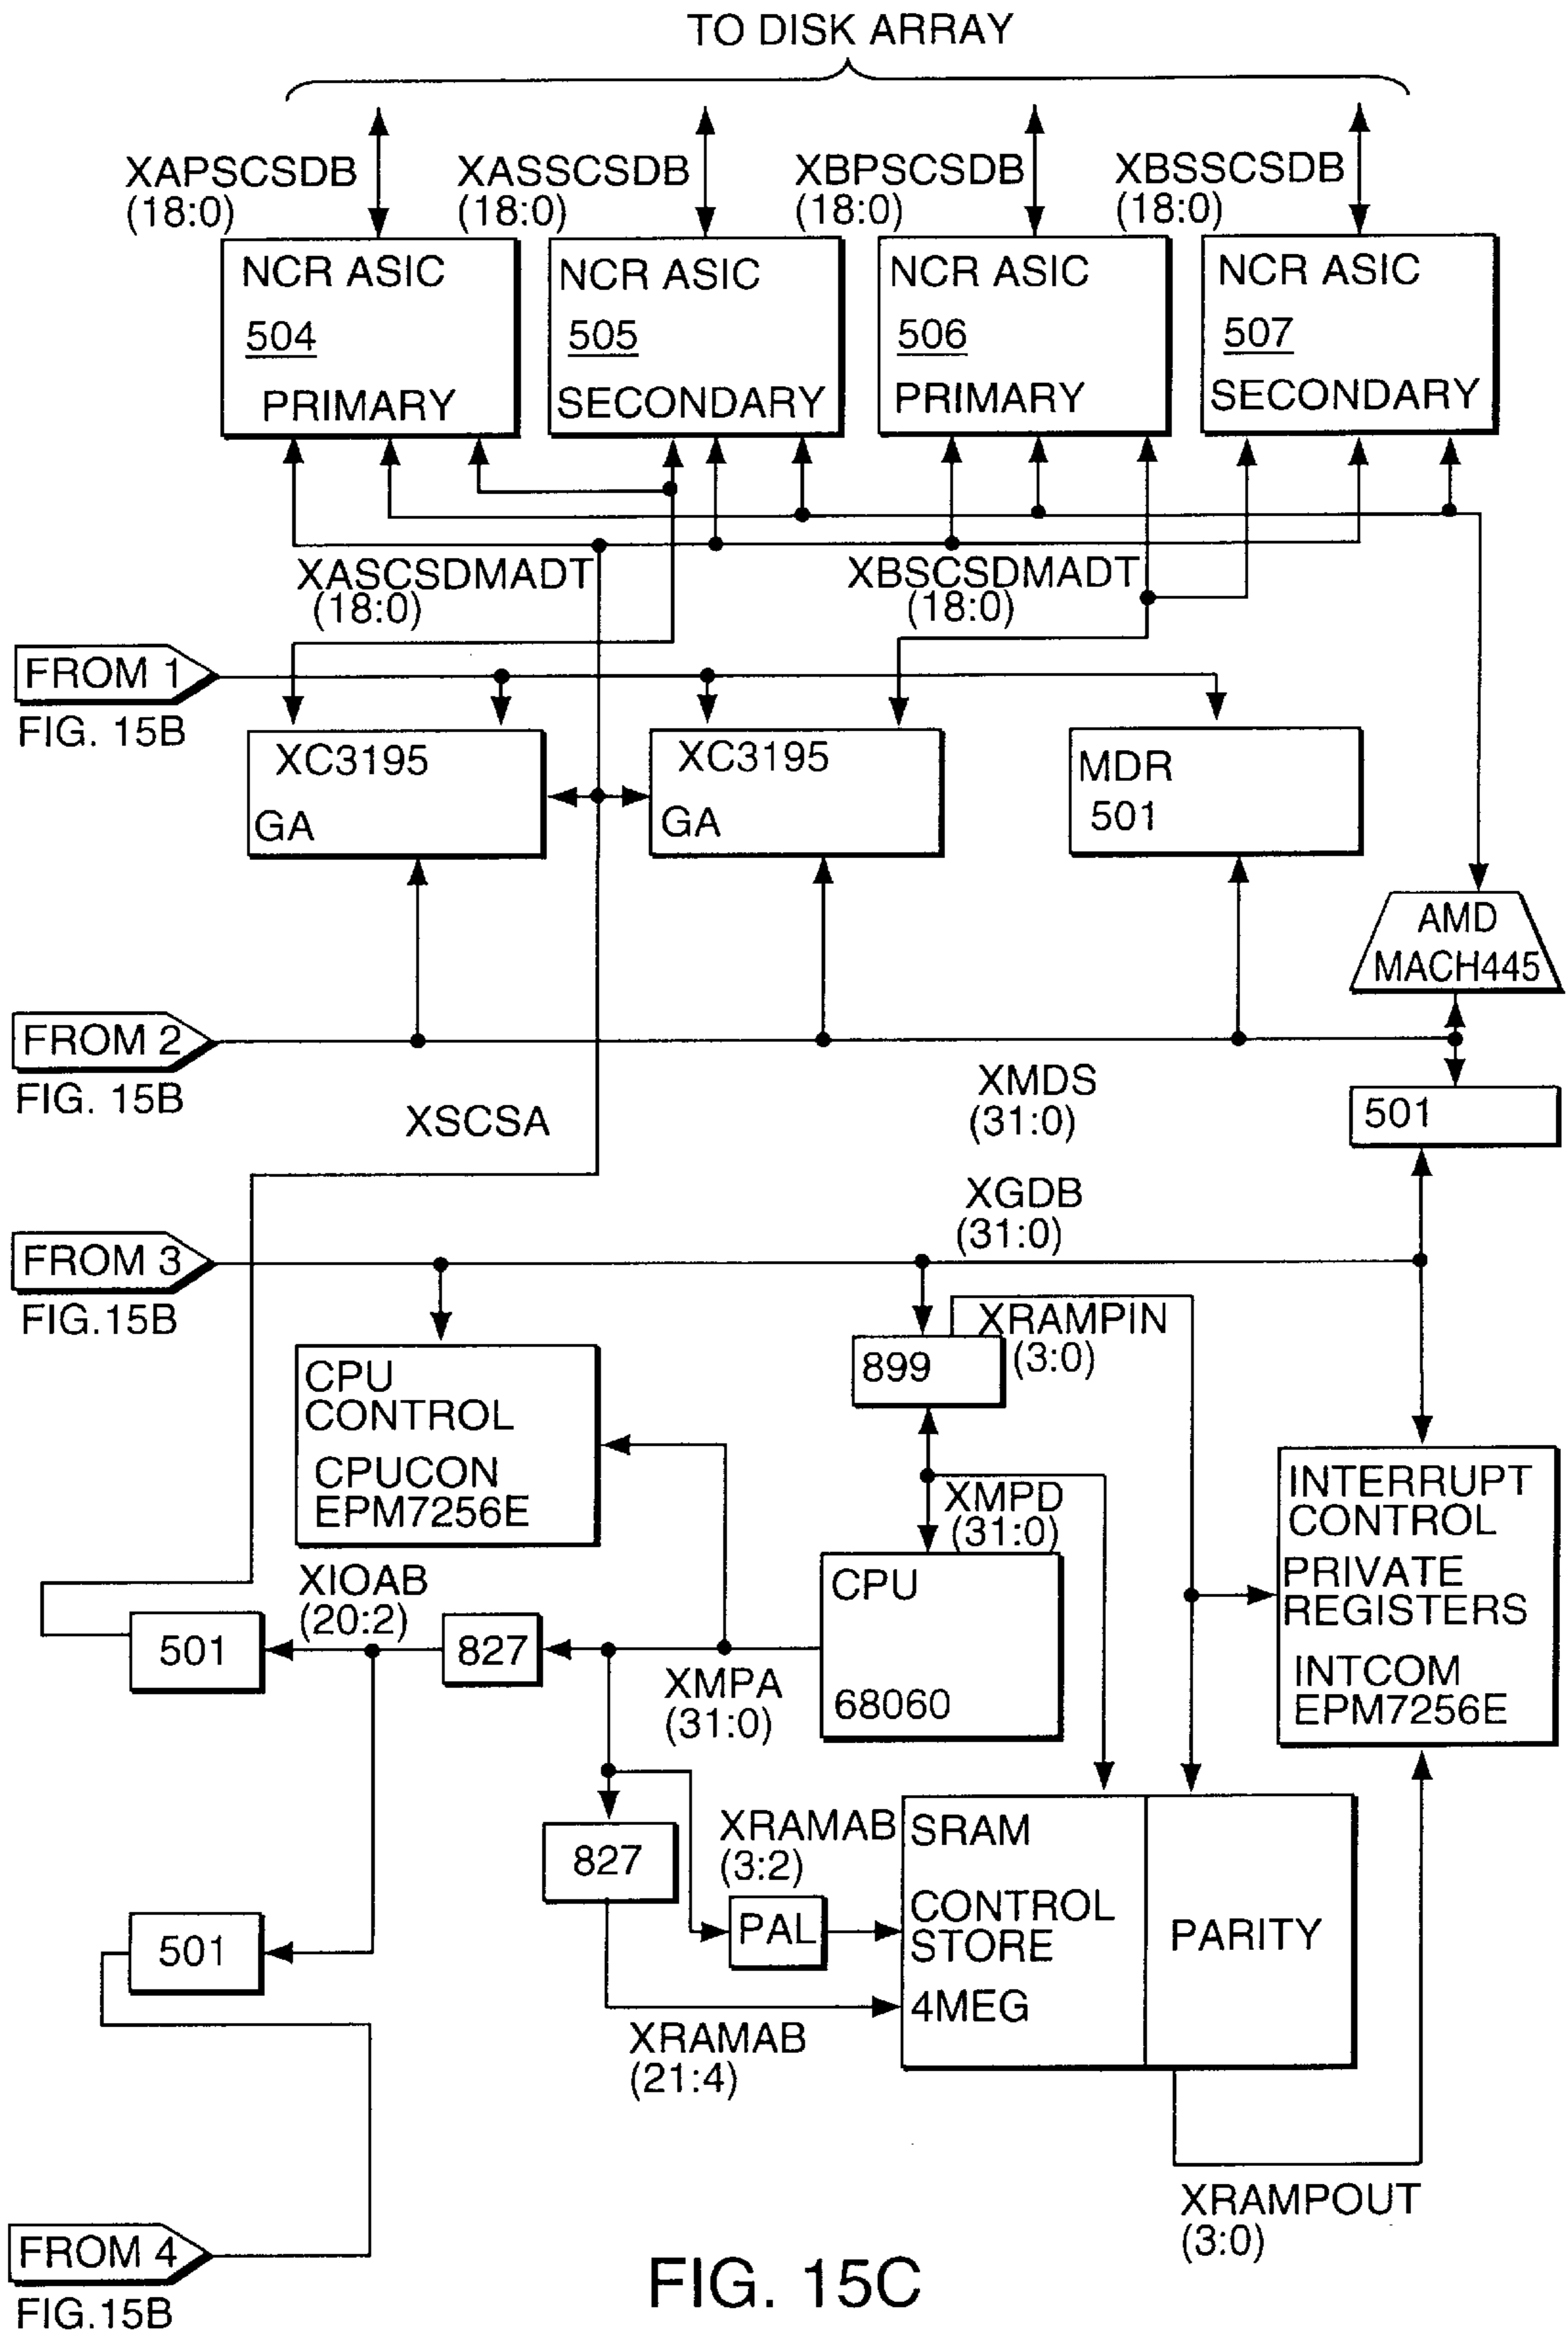 TO DISK ARRAY
XAPSCSDB
(18:0)
XASSCSDB
(18:0)
XBPSCSDB
(18:0)
XBSSCSDB
(18:0)
NCR ASIC
504
PRIMARY
NCR ASIC
505
SECONDARY
NCR ASIC
506
PRIMARY
NCR ASIC
507
SECONDARY
XASCSDMADT
(18:0)
XBSCSDMADT
(18:0)
FROM 1
FIG. 15B
XC3195
GA
XC3195
GA
MDR
501
AMD
MACH445
FROM 2
FIG. 15B
XSCSA
XMDS
(31:0)
501
XGDB
(31:0)
FROM 3
FIG.15B
CPU
CONTROL
CPUCON
EPM7256E
899
XRAMPIN
(3:0)
XMPD
(31:0)
INTERRUPT
CONTROL
PRIVATE
REGISTERS
INTCOM
EPM7256E
CPU
68060
XIOAB
(20:2)
501
827
XMPA
(31:0)
827
XRAMAB
(3:2)
PAL
SRAM
CONTROL
STORE
4MEG
PARITY
501
XRAMAB
(21:4)
XRAMPOUT
(3:0)
FROM 4
FIG.15B
FIG. 15C